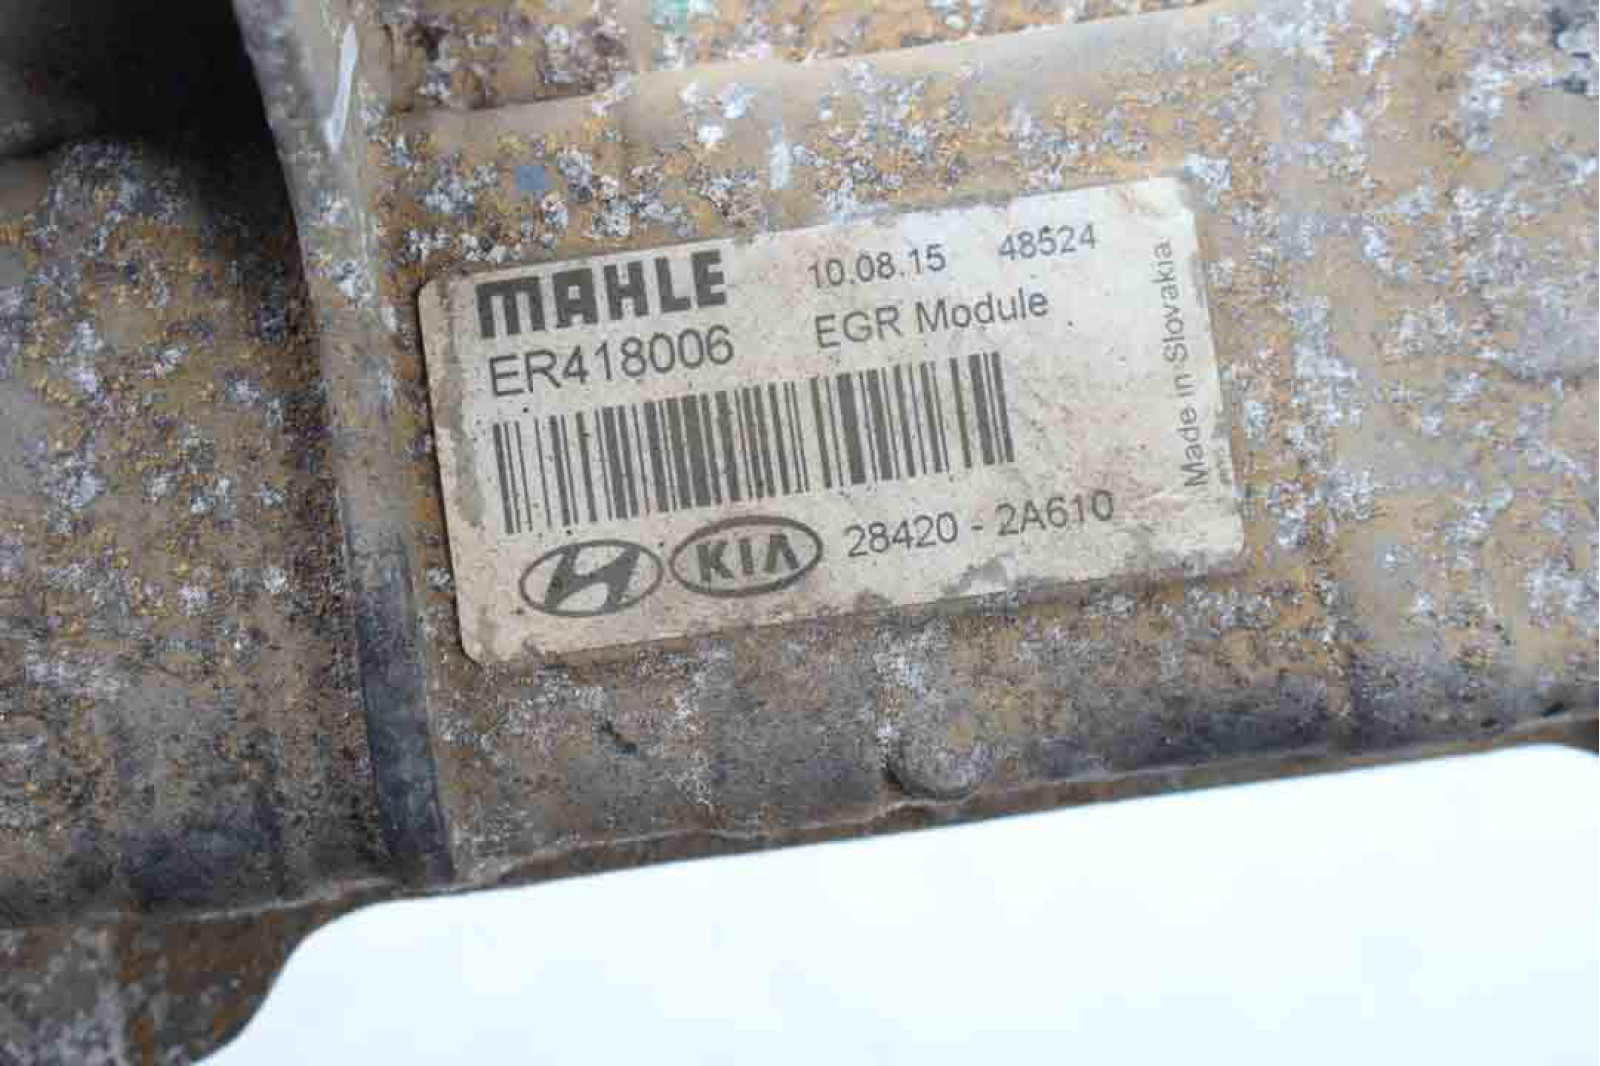 MAHLE 10.08.15 48524
ER418006 EGR Module
KIA 28420 - 2A610
Made in Slovakia